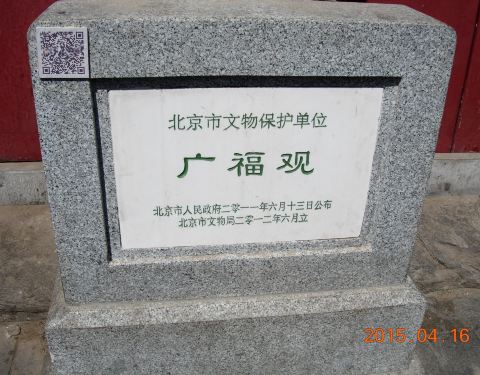 北京市文物保护单位
广福观
北京市人民政府二零一一年六月十三日公布
北京市文物局二零一二年六月立
2015.04.16